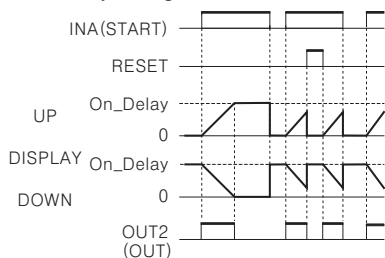 INA(START)
RESET
UP On_Delay
0
DISPLAY On_Delay
DOWN 0
OUT2
(OUT)